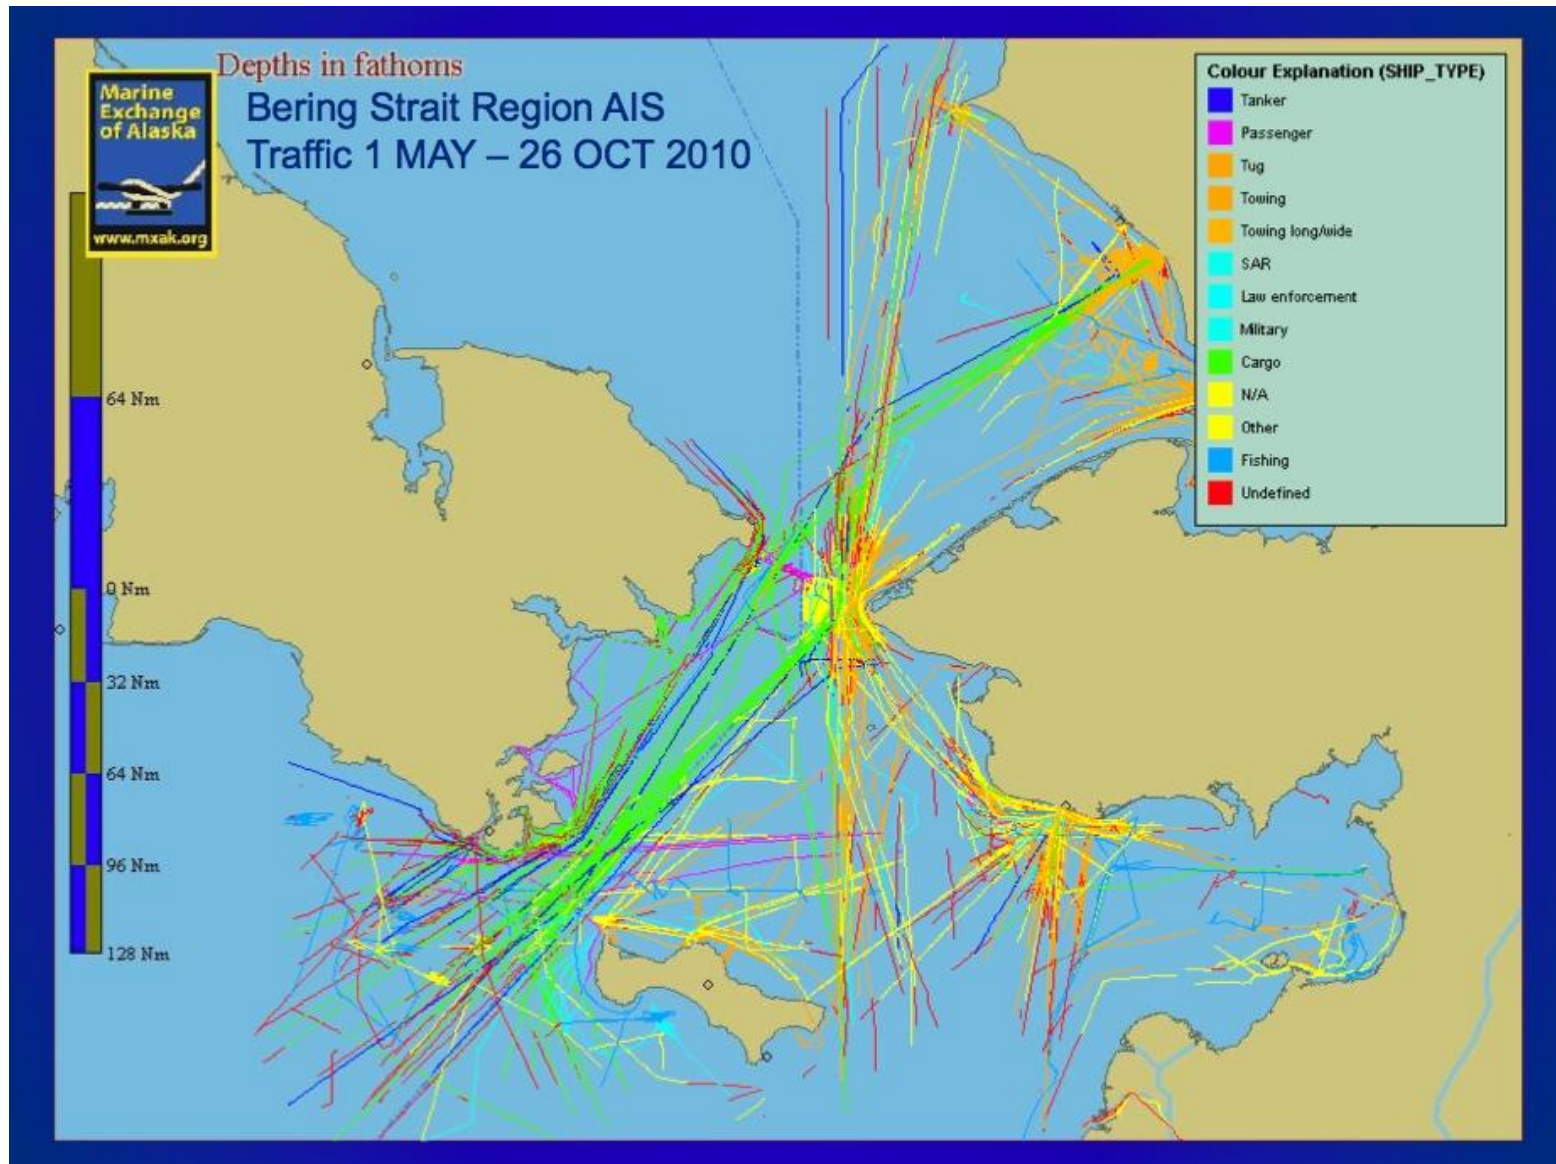 Depths in fathoms
Marine
Exchange
of Alaska
www.mxak.org
Bering Strait Region AIS
Traffic 1 MAY – 26 OCT 2010
Colour Explanation (SHIP_TYPE)
Tanker
Passenger
Tug
Towing
Towing long/wide
SAR
Law enforcement
Military
Cargo
N/A
Other
Fishing
Undefined
64 Nm
0 Nm
32 Nm
64 Nm
96 Nm
128 Nm